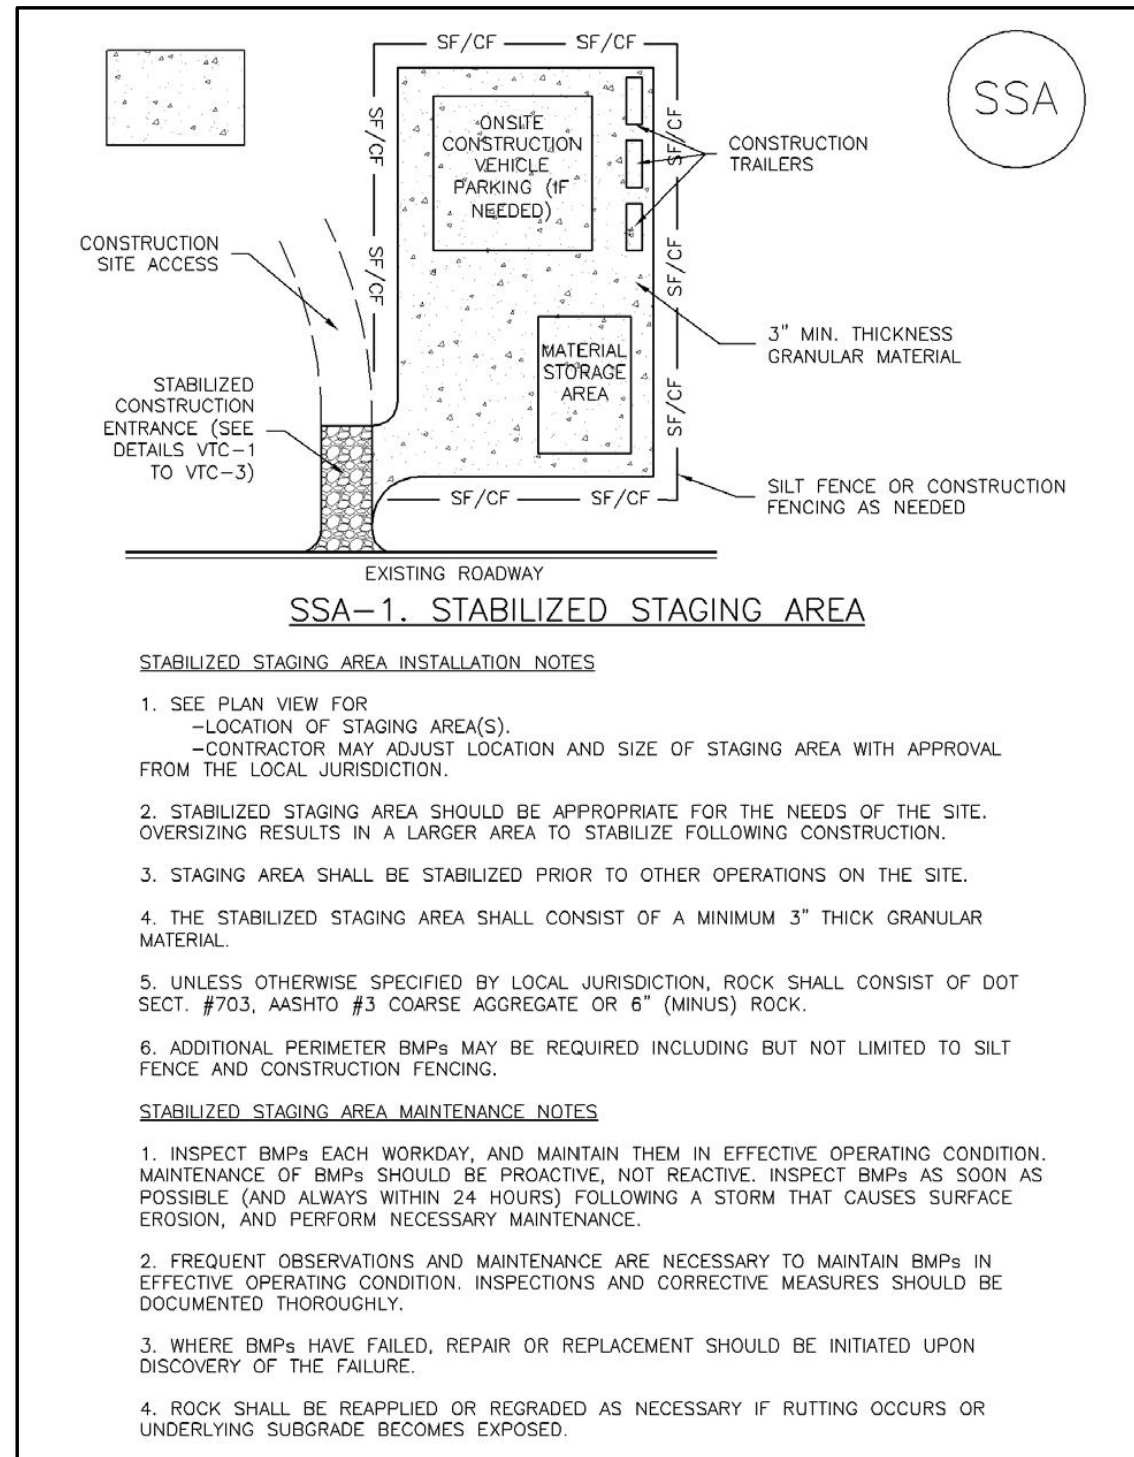 SF/CF SF/CF
SSA
SF/CF
SF/CF
SF/CF
SF/CF
SF/CF
ONSITE
CONSTRUCTION
VEHICLE
PARKING (IF
NEEDED)
CONSTRUCTION
TRAILERS
CONSTRUCTION
SITE ACCESS
3" MIN. THICKNESS
GRANULAR MATERIAL
MATERIAL
STORAGE
AREA
STABILIZED
CONSTRUCTION
ENTRANCE (SEE
DETAILS VTC-1
TO VTC-3)
SF/CF SF/CF
SILT FENCE OR CONSTRUCTION
FENCING AS NEEDED
EXISTING ROADWAY
SSA-1. STABILIZED STAGING AREA
STABILIZED STAGING AREA INSTALLATION NOTES
1. SEE PLAN VIEW FOR
-LOCATION OF STAGING AREA(S).
-CONTRACTOR MAY ADJUST LOCATION AND SIZE OF STAGING AREA WITH APPROVAL
FROM THE LOCAL JURISDICTION.
2. STABILIZED STAGING AREA SHOULD BE APPROPRIATE FOR THE NEEDS OF THE SITE.
OVERSIZING RESULTS IN A LARGER AREA TO STABILIZE FOLLOWING CONSTRUCTION.
3. STAGING AREA SHALL BE STABILIZED PRIOR TO OTHER OPERATIONS ON THE SITE.
4. THE STABILIZED STAGING AREA SHALL CONSIST OF A MINIMUM 3" THICK GRANULAR
MATERIAL.
5. UNLESS OTHERWISE SPECIFIED BY LOCAL JURISDICTION, ROCK SHALL CONSIST OF DOT
SECT. #703, AASHTO #3 COARSE AGGREGATE OR 6" (MINUS) ROCK.
6. ADDITIONAL PERIMETER BMPs MAY BE REQUIRED INCLUDING BUT NOT LIMITED TO SILT
FENCE AND CONSTRUCTION FENCING.
STABILIZED STAGING AREA MAINTENANCE NOTES
1. INSPECT BMPs EACH WORKDAY, AND MAINTAIN THEM IN EFFECTIVE OPERATING CONDITION.
MAINTENANCE OF BMPs SHOULD BE PROACTIVE, NOT REACTIVE. INSPECT BMPs AS SOON AS
POSSIBLE (AND ALWAYS WITHIN 24 HOURS) FOLLOWING A STORM THAT CAUSES SURFACE
EROSION, AND PERFORM NECESSARY MAINTENANCE.
2. FREQUENT OBSERVATIONS AND MAINTENANCE ARE NECESSARY TO MAINTAIN BMPs IN
EFFECTIVE OPERATING CONDITION. INSPECTIONS AND CORRECTIVE MEASURES SHOULD BE
DOCUMENTED THOROUGHLY.
3. WHERE BMPs HAVE FAILED, REPAIR OR REPLACEMENT SHOULD BE INITIATED UPON
DISCOVERY OF THE FAILURE.
4. ROCK SHALL BE REAPPLIED OR REGRADED AS NECESSARY IF RUTTING OCCURS OR
UNDERLYING SUBGRADE BECOMES EXPOSED.